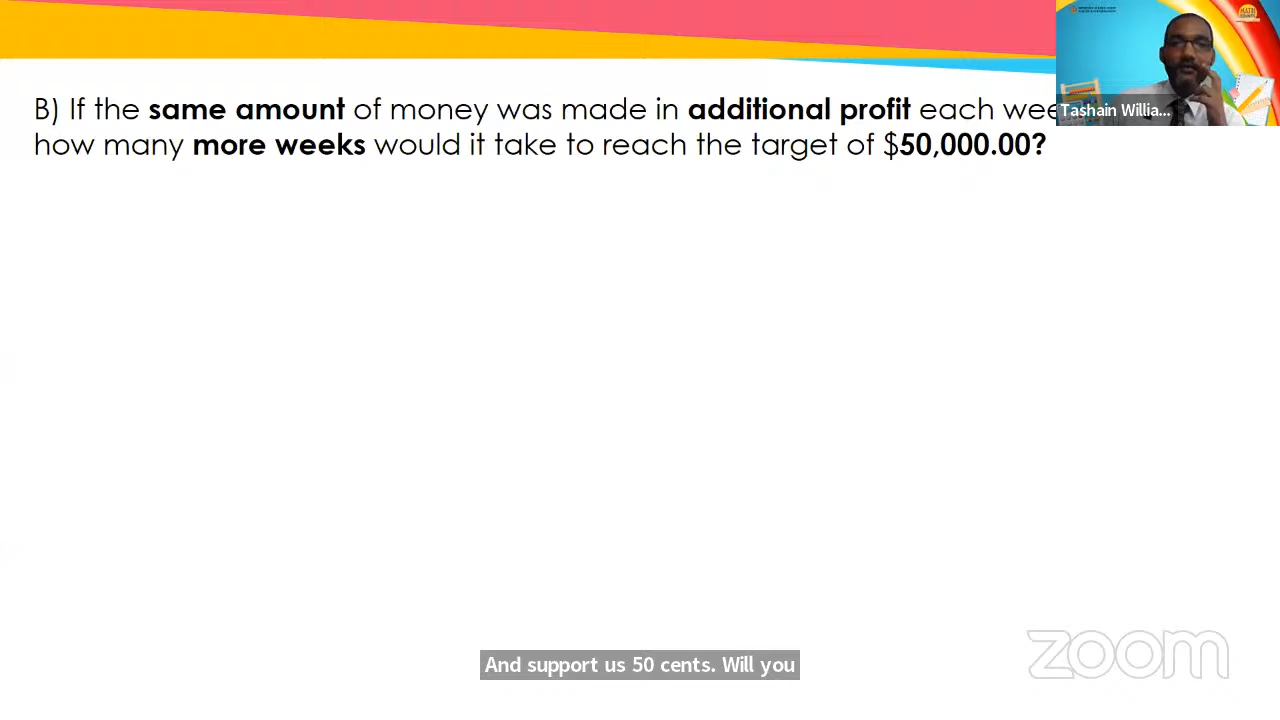 B) If the same amount of money was made in additional profit each
how many more weeks would it take to reach the target of $50,000.00?
Tashain Willia...
MATH
And support us 50 cents. Will you
zoom